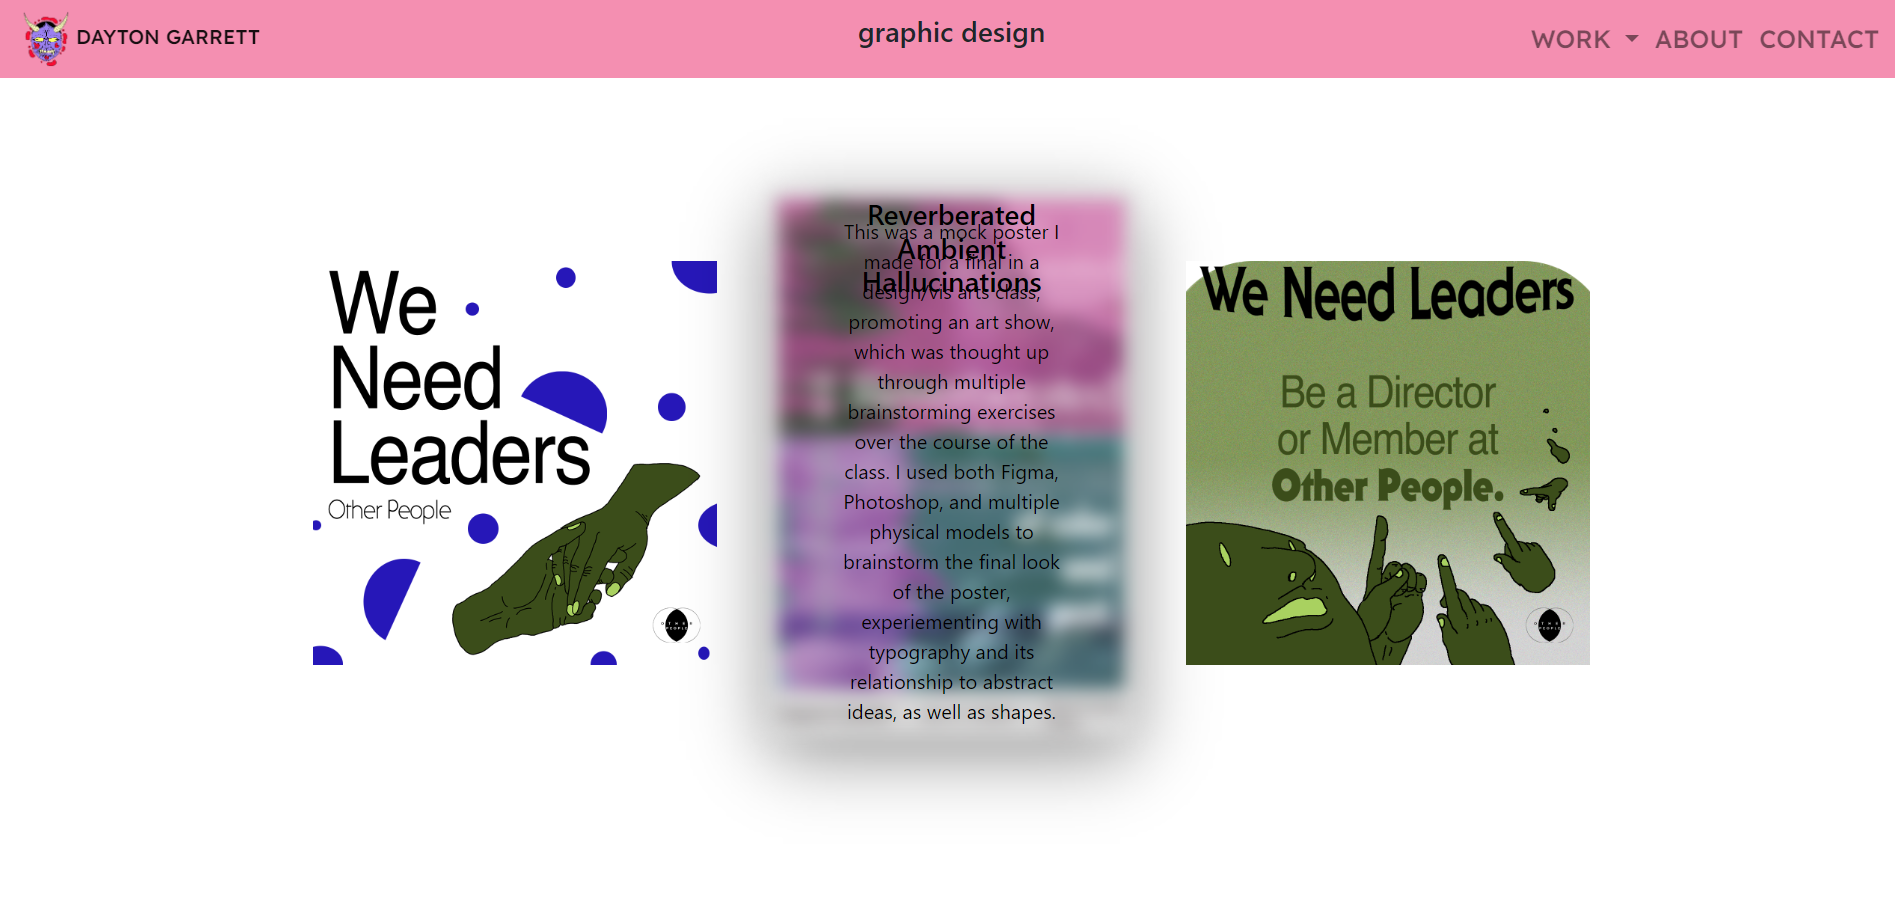 DAYTON GARRETT
graphic design
WORK ABOUT CONTACT
We
Need
Leaders
Other People
Reverberated
Ambient
Hallucinations
This was a mock poster I
made for a final in a
design/vis arts class,
promoting an art show,
which was thought up
through multiple
brainstorming exercises
over the course of the
class. I used both Figma,
Photoshop, and multiple
physical models to
brainstorm the final look
of the poster,
experiementing with
typography and its
relationship to abstract
ideas, as well as shapes.
We Need Leaders
Be a Director
or Member at
Other People.
OTHER
PEOPLE